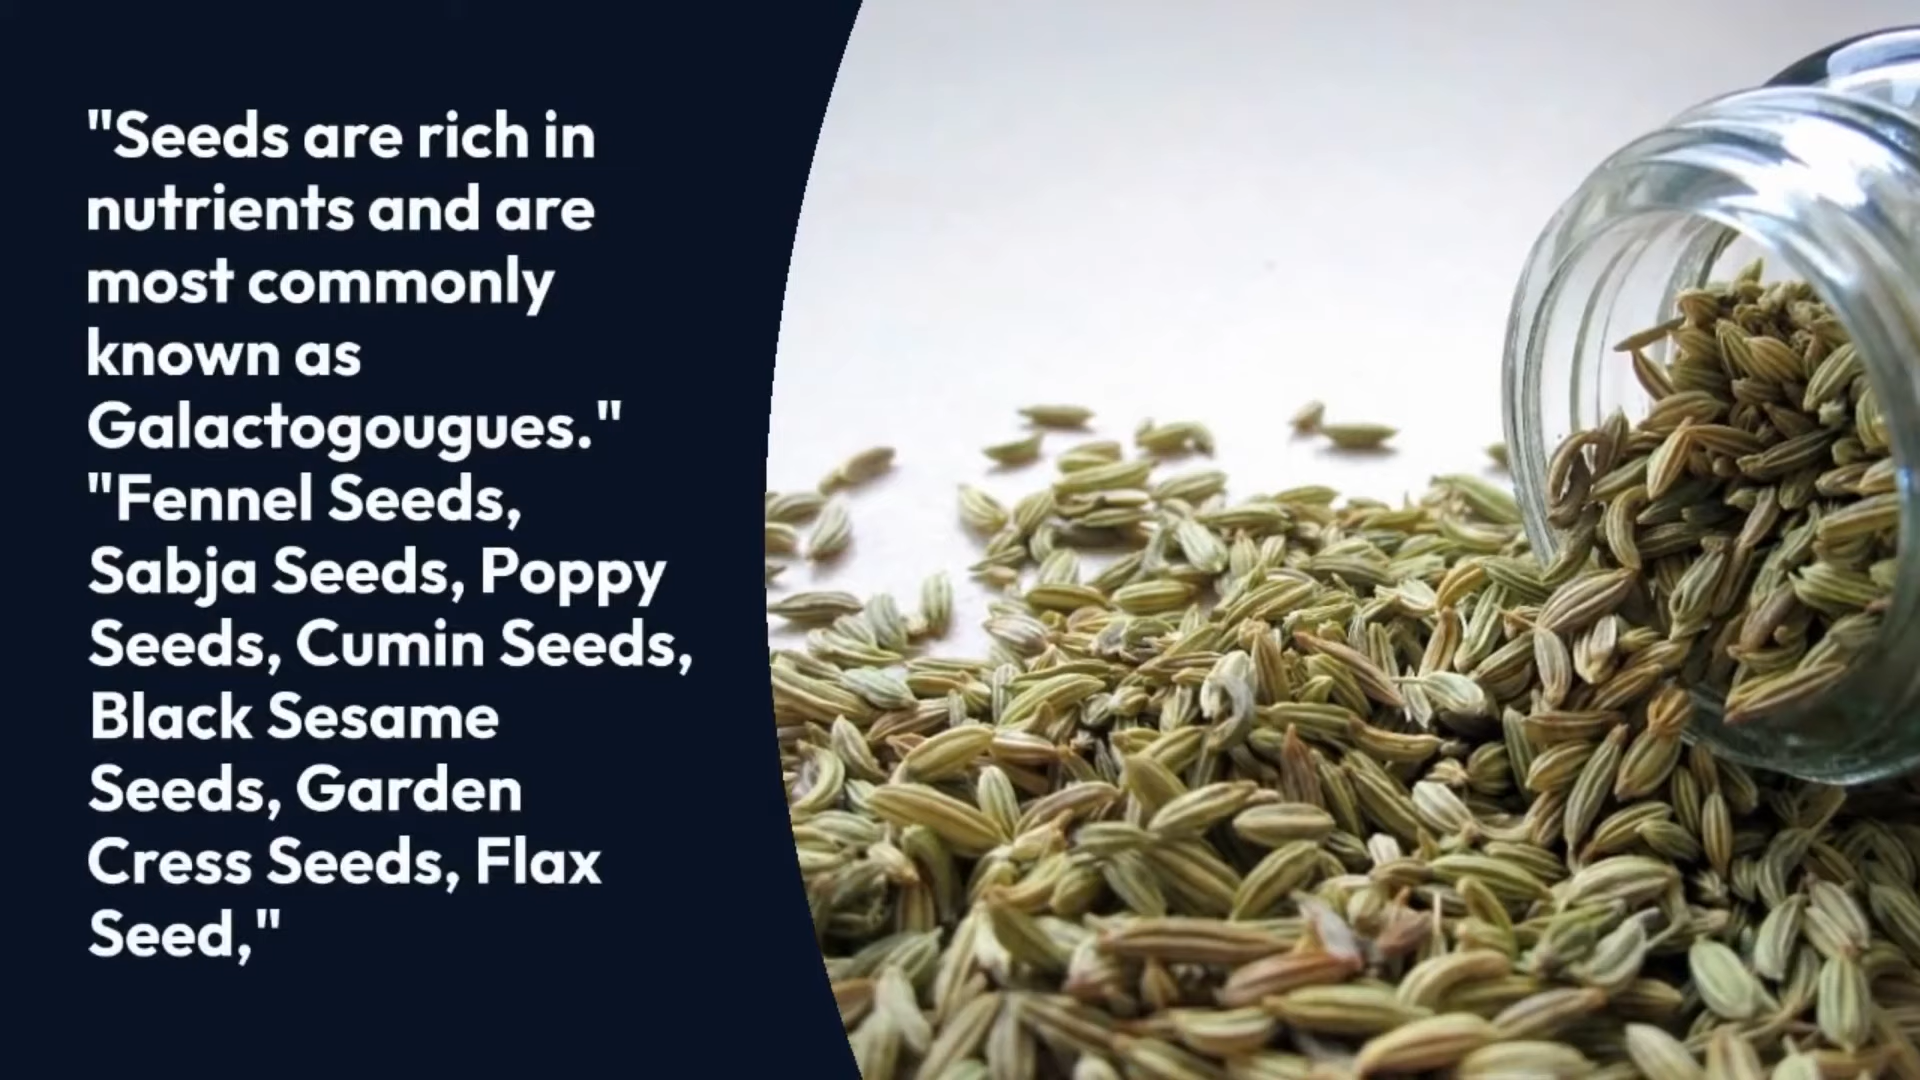 "Seeds are rich in
nutrients and are
most commonly
known as
Galactogougues."
"Fennel Seeds,
Sabja Seeds, Poppy
Seeds, Cumin Seeds,
Black Sesame
Seeds, Garden
Cress Seeds, Flax
Seed,"